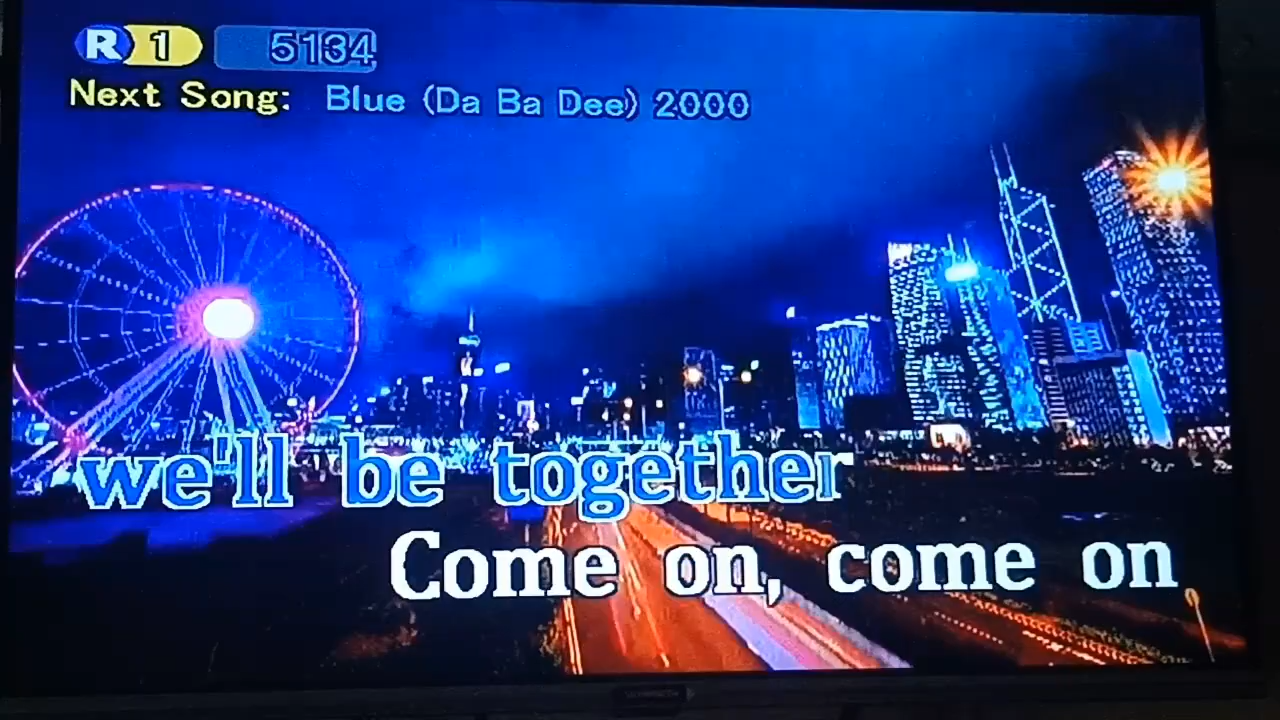 R 1 5134
Next Song: Blue (Da Ba Dee) 2000
we'll be together
Come on, come on